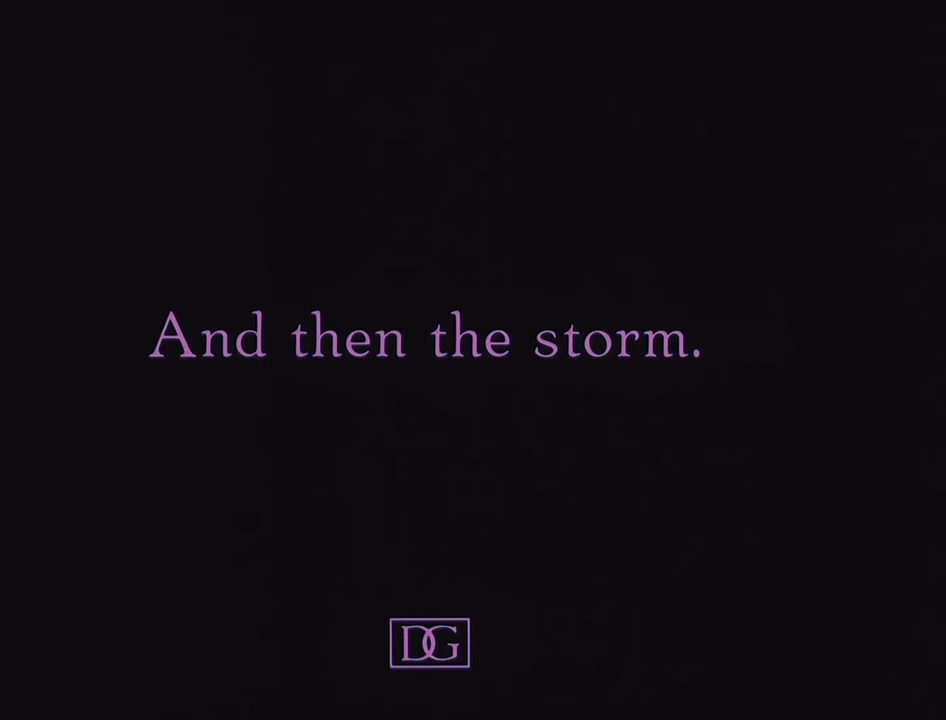 And then the storm.
DG